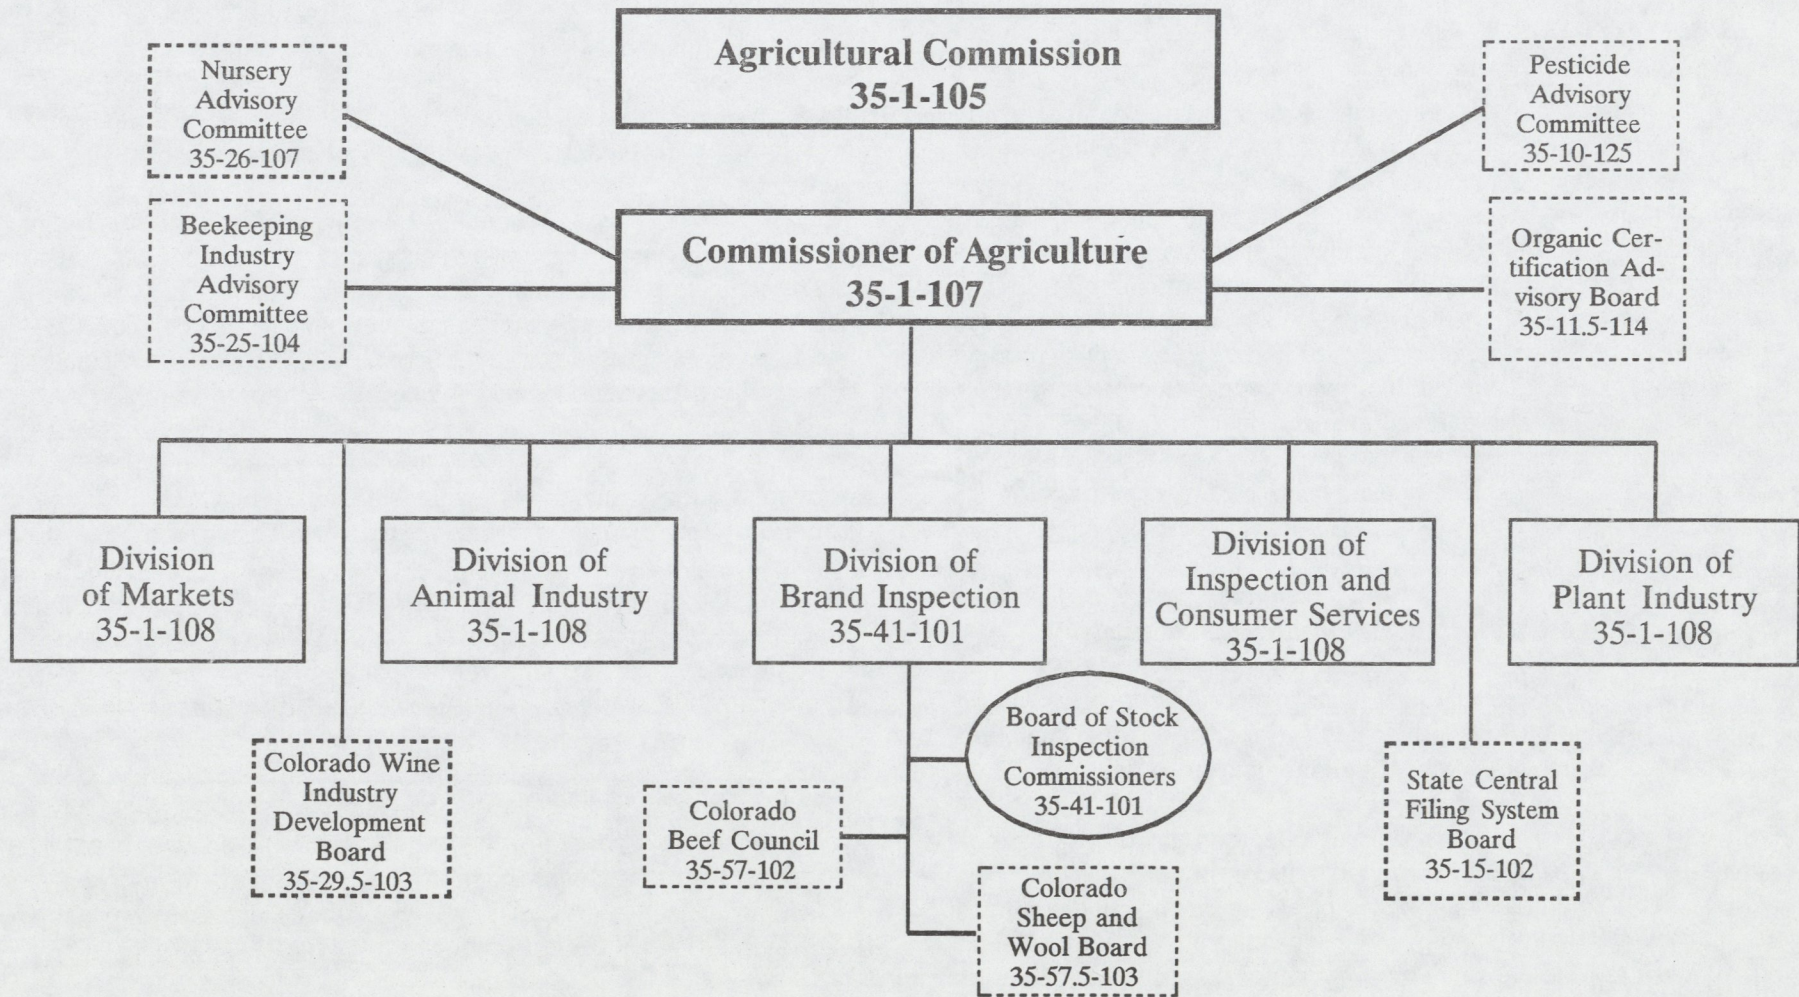 Agricultural Commission
35-1-105
Nursery
Advisory
Committee
35-26-107
Pesticide
Advisory
Committee
35-10-125
Beekeeping
Industry
Advisory
Committee
35-25-104
Commissioner of Agriculture
35-1-107
Organic Cer-
tification Ad-
visory Board
35-11.5-114
Division
of Markets
35-1-108
Division of
Animal Industry
35-1-108
Division of
Brand Inspection
35-41-101
Division of
Inspection and
Consumer Services
35-1-108
Division of
Plant Industry
35-1-108
Colorado Wine
Industry
Development
Board
35-29.5-103
Colorado
Beef Council
35-57-102
Board of Stock
Inspection
Commissioners
35-41-101
Colorado
Sheep and
Wool Board
35-57.5-103
State Central
Filing System
Board
35-15-102